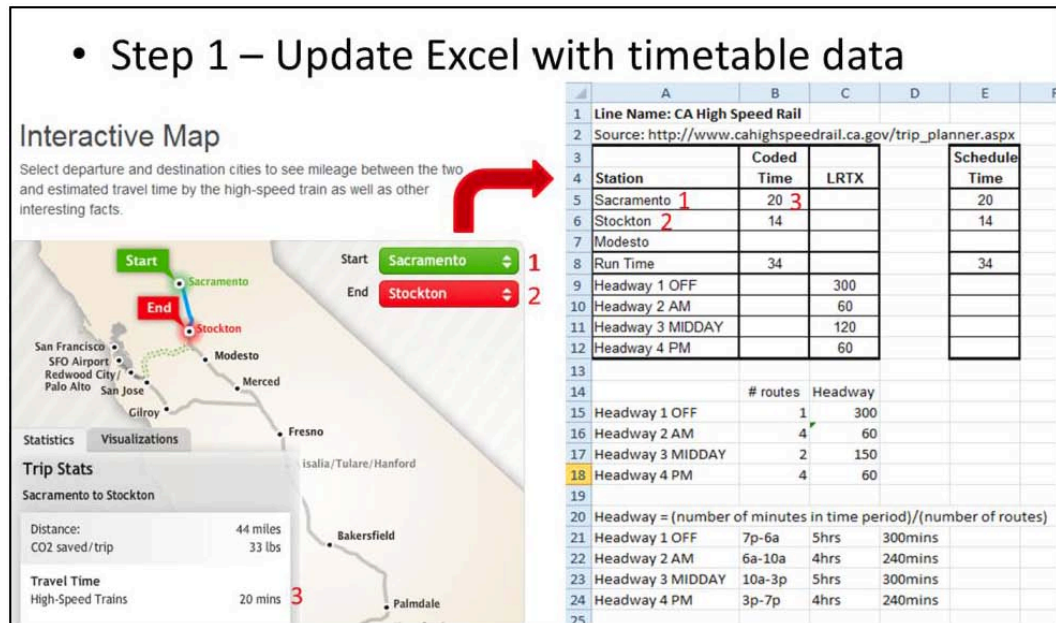 • Step 1 – Update Excel with timetable data
Interactive Map
Select departure and destination cities to see mileage between the two
and estimated travel time by the high-speed train as well as other
interesting facts.
Start Sacramento 1
End Stockton 2
Start
Sacramento
End
Stockton
San Francisco
SFO Airport
Redwood City/
Palo Alto
San Jose
Modesto
Merced
Gilroy
Fresno
isalia/Tulare/Hanford
Bakersfield
Palmdale
Statistics Visualizations
Trip Stats
Sacramento to Stockton
Distance: 44 miles
CO2 saved/trip 33 lbs
Travel Time
High-Speed Trains 20 mins 3
A B C D E
1 Line Name: CA High Speed Rail
2 Source: http://www.cahighspeedrail.ca.gov/trip_planner.aspx
3 Coded Schedule
4 Station Time LRTX Time
5 Sacramento 1 20 3 20
6 Stockton 2 14 14
7 Modesto
8 Run Time 34 34
9 Headway 1 OFF 300
10 Headway 2 AM 60
11 Headway 3 MIDDAY 120
12 Headway 4 PM 60
13
14 # routes Headway
15 Headway 1 OFF 1 300
16 Headway 2 AM 4 60
17 Headway 3 MIDDAY 2 150
18 Headway 4 PM 4 60
19
20 Headway = (number of minutes in time period)/(number of routes)
21 Headway 1 OFF 7p-6a 5hrs 300mins
22 Headway 2 AM 6a-10a 4hrs 240mins
23 Headway 3 MIDDAY 10a-3p 5hrs 300mins
24 Headway 4 PM 3p-7p 4hrs 240mins
25